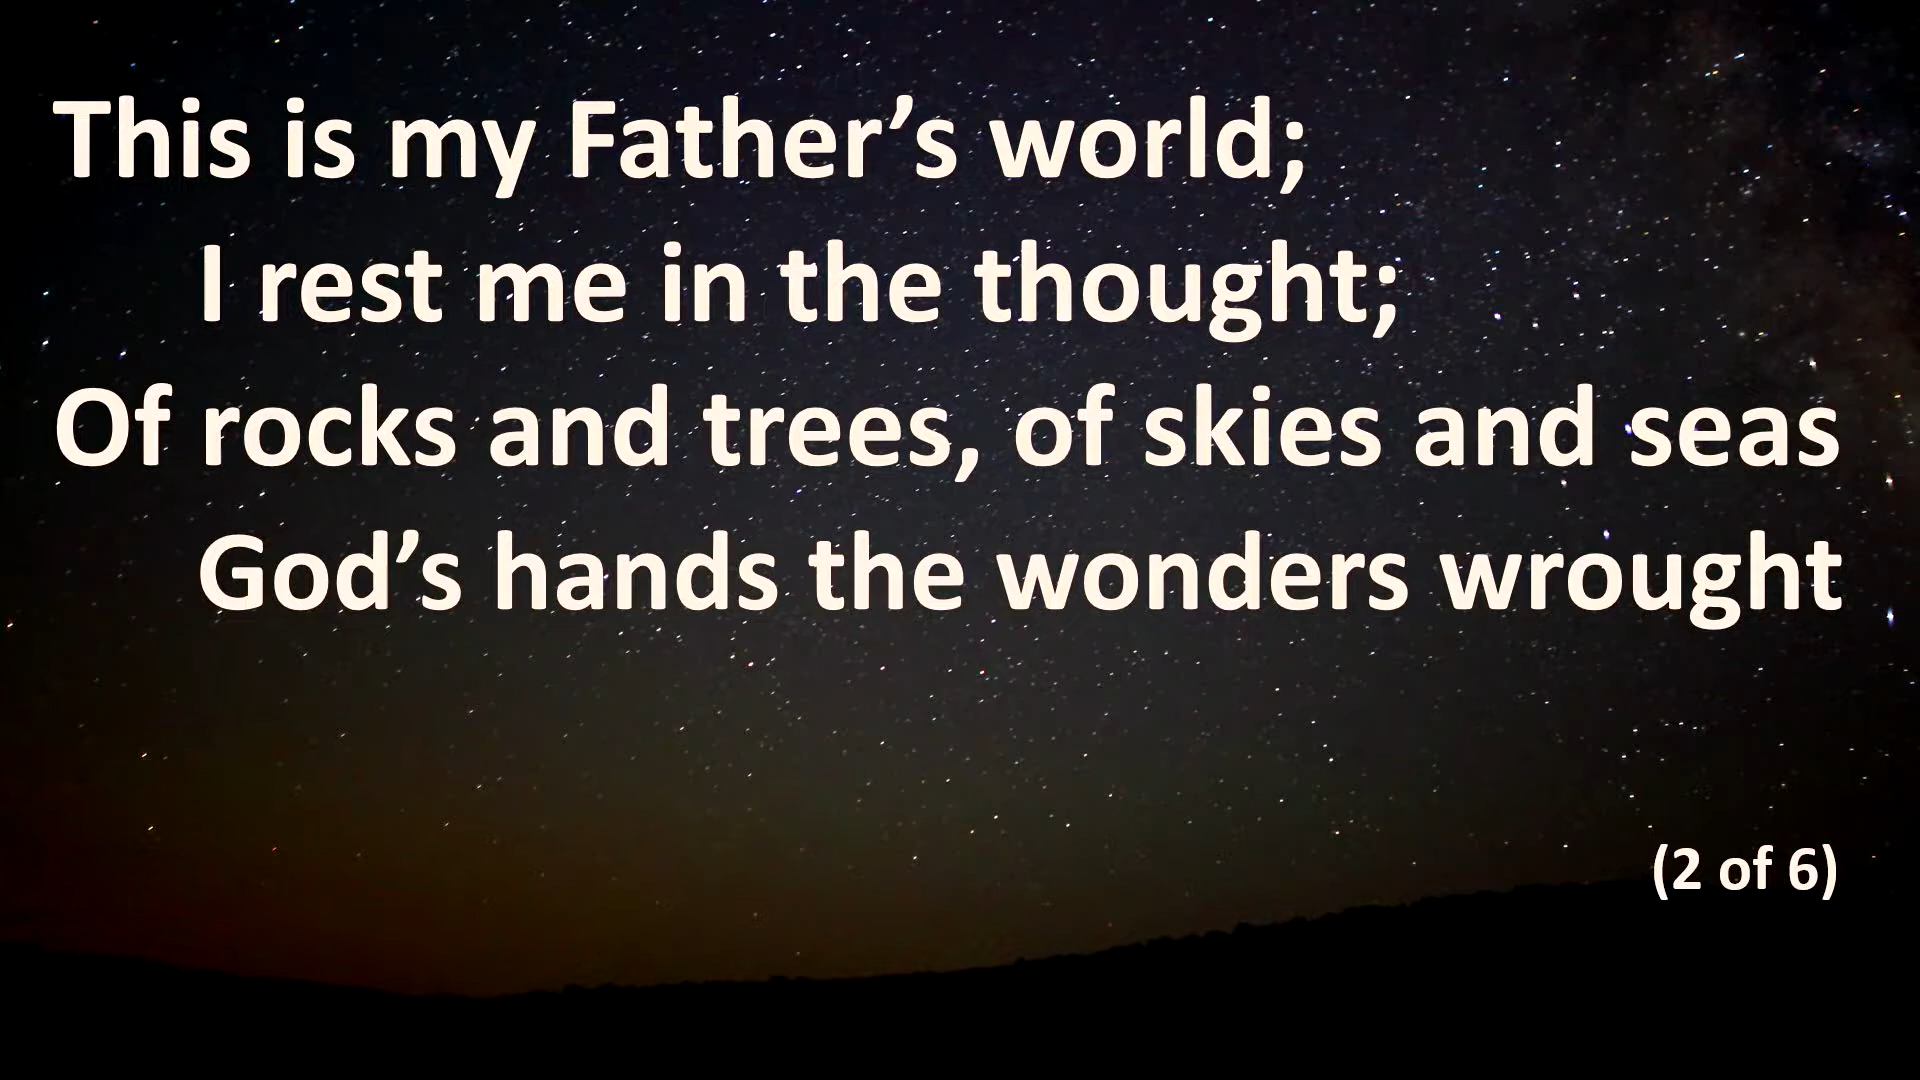 This is my Father’s world;
I rest me in the thought;
Of rocks and trees, of skies and seas
God’s hands the wonders wrought
(2 of 6)